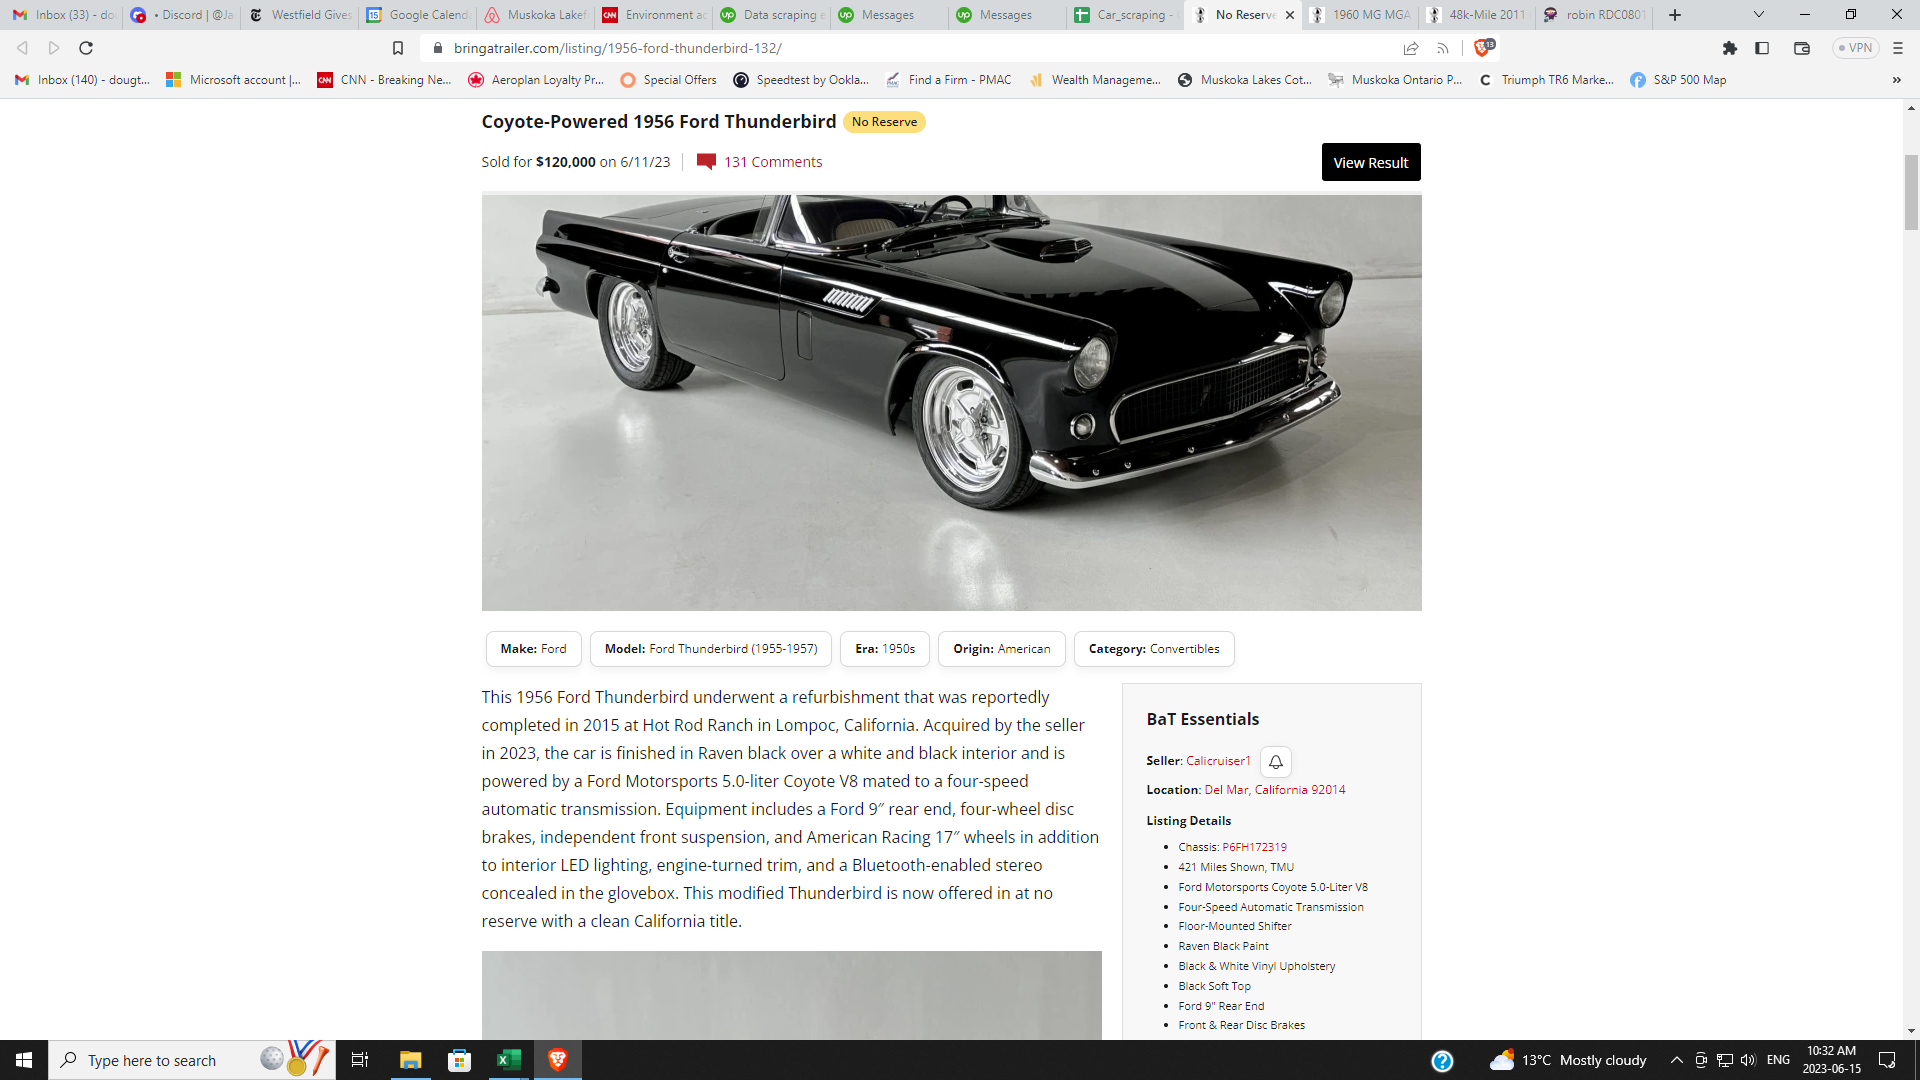 Inbox (33) - dou
• Discord | @Ja
Westfield Gives
Google Calenda
Muskoka Lakefr
Environment ac
Data scraping e
Messages
Messages
Car_scraping -
No Reserve
1960 MG MGA
48k-Mile 2011
robin RDC0801
bringatrailer.com/listing/1956-ford-thunderbird-132/
13
VPN
Inbox (140) - dougt...
Microsoft account |...
CNN - Breaking Ne...
Aeroplan Loyalty Pr...
Special Offers
Speedtest by Ookla...
Find a Firm - PMAC
Wealth Manageme...
Muskoka Lakes Cot...
Muskoka Ontario P...
Triumph TR6 Marke...
S&P 500 Map
»
Coyote-Powered 1956 Ford Thunderbird No Reserve
Sold for $120,000 on 6/11/23
131 Comments
View Result
Make: Ford
Model: Ford Thunderbird (1955-1957)
Era: 1950s
Origin: American
Category: Convertibles
This 1956 Ford Thunderbird underwent a refurbishment that was reportedly
completed in 2015 at Hot Rod Ranch in Lompoc, California. Acquired by the seller
in 2023, the car is finished in Raven black over a white and black interior and is
powered by a Ford Motorsports 5.0-liter Coyote V8 mated to a four-speed
automatic transmission. Equipment includes a Ford 9″ rear end, four-wheel disc
brakes, independent front suspension, and American Racing 17″ wheels in addition
to interior LED lighting, engine-turned trim, and a Bluetooth-enabled stereo
concealed in the glovebox. This modified Thunderbird is now offered in at no
reserve with a clean California title.
BaT Essentials
Seller: Calicruiser1
Location: Del Mar, California 92014
Listing Details
• Chassis: P6FH172319
• 421 Miles Shown, TMU
• Ford Motorsports Coyote 5.0-Liter V8
• Four-Speed Automatic Transmission
• Floor-Mounted Shifter
• Raven Black Paint
• Black & White Vinyl Upholstery
• Black Soft Top
• Ford 9" Rear End
• Front & Rear Disc Brakes
Type here to search
13°C Mostly cloudy
ENG
10:32 AM
2023-06-15